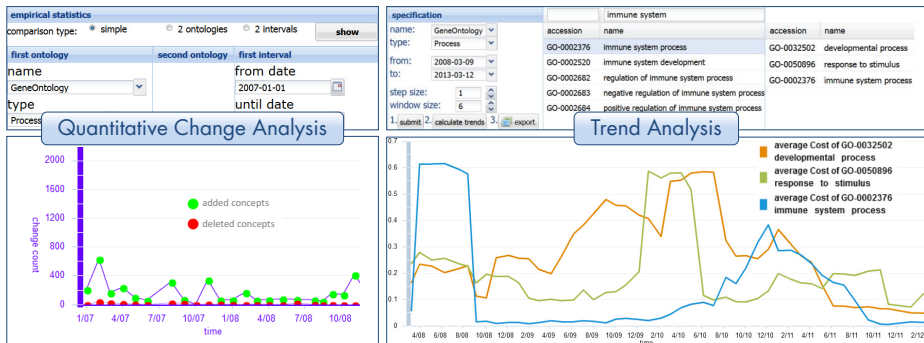 empirical statistics
comparison type: simple 2 ontologies 2 intervals show
first ontology second ontology first interval
name from date
GeneOntology 2007-01-01
type until date
Process
Quantitative Change Analysis
2000
1600
1200
800
400
0
change count
added concepts
deleted concepts
1/07 4/07 7/07 10/07 1/08 4/08 7/08 10/08
time
specification
name: GeneOntology
type: Process
from: 2008-03-09
to: 2013-03-12
step size: 1
window size: 6
1. submit 2. calculate trends 3. export
immune system
accession name
GO-0002376 immune system process
GO-0002520 immune system development
GO-0002682 regulation of immune system process
GO-0002683 negative regulation of immune system process
GO-0002684 positive regulation of immune system process
accession name
GO-0032502 developmental process
GO-0050896 response to stimulus
GO-0002376 immune system process
Trend Analysis
0.7
0.6
0.5
0.4
0.3
0.2
0.1
0
average Cost of GO-0032502
developmental process
average Cost of GO-0050896
response to stimulus
average Cost of GO-0002376
immune system process
4/08 6/08 8/08 10/08 12/08 2/09 4/09 6/09 8/09 10/09 12/09 2/10 4/10 6/10 8/10 10/10 12/10 2/11 4/11 6/11 8/11 10/11 12/11 2/12
time